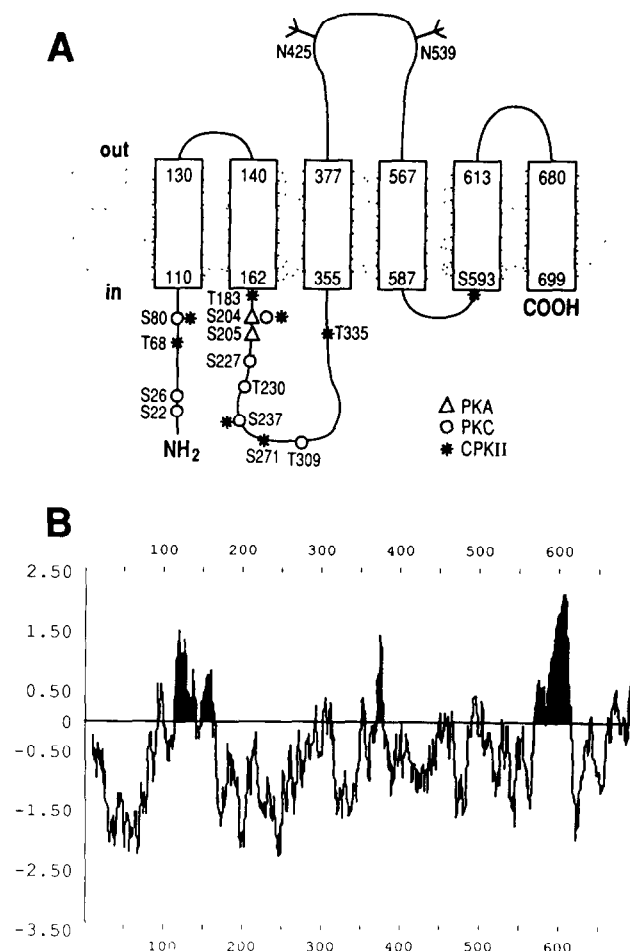 A
N425 N539
out
130 140 377 567 613 680
110 162 355 587 S593 699
in
COOH
T183
S80 S204
T68 S205 T335
S227
T230
S26
S22 S237
NH2
S271 T309
PKA
PKC
CPKII
B
100 200 300 400 500 600
2.50
1.50
0.50
0
-0.50
-1.50
-2.50
-3.50
100 200 300 400 500 600